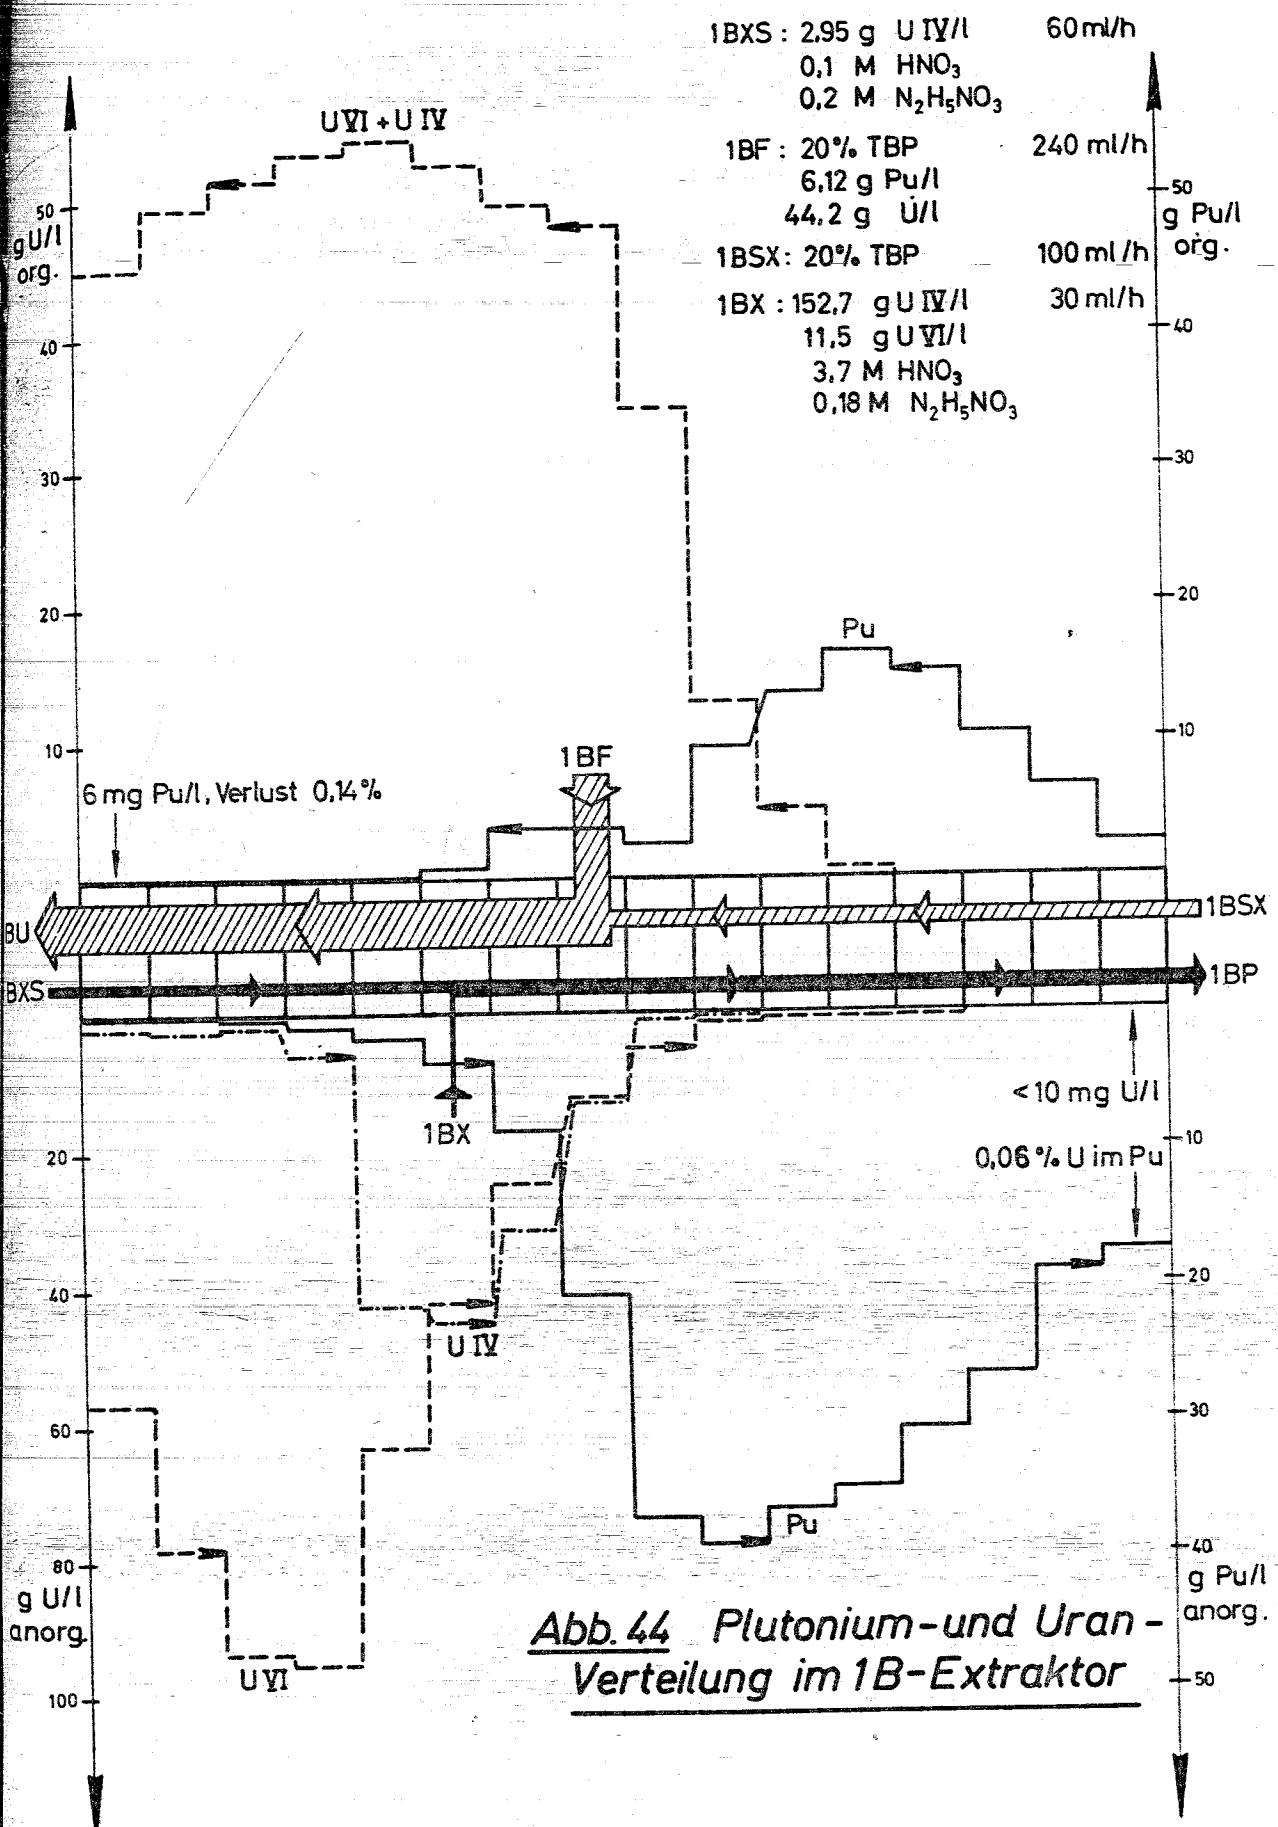 1BXS : 2,95 g U IV/l 60 ml/h
0,1 M HNO₃
0,2 M N₂H₅NO₃
1BF : 20% TBP 240 ml/h
6,12 g Pu/l
44,2 g U/l
1BSX : 20% TBP 100 ml/h
1BX : 152,7 g U IV/l 30 ml/h
11,5 g U VI/l
3,7 M HNO₃
0,18 M N₂H₅NO₃
U VI + U IV
50
g U/l
org.
40
30
20
10
50
g Pu/l
org.
40
30
20
10
Pu
1BF
6 mg Pu/l, Verlust 0,14%
BU
1BSX
BXS
1BP
1BX
< 10 mg U/l
0,06 % U im Pu
U IV
U VI
Pu
20
40
60
80
g U/l
anorg.
100
10
20
30
40
g Pu/l
anorg.
50
Abb. 44 Plutonium- und Uran-
Verteilung im 1B-Extraktor